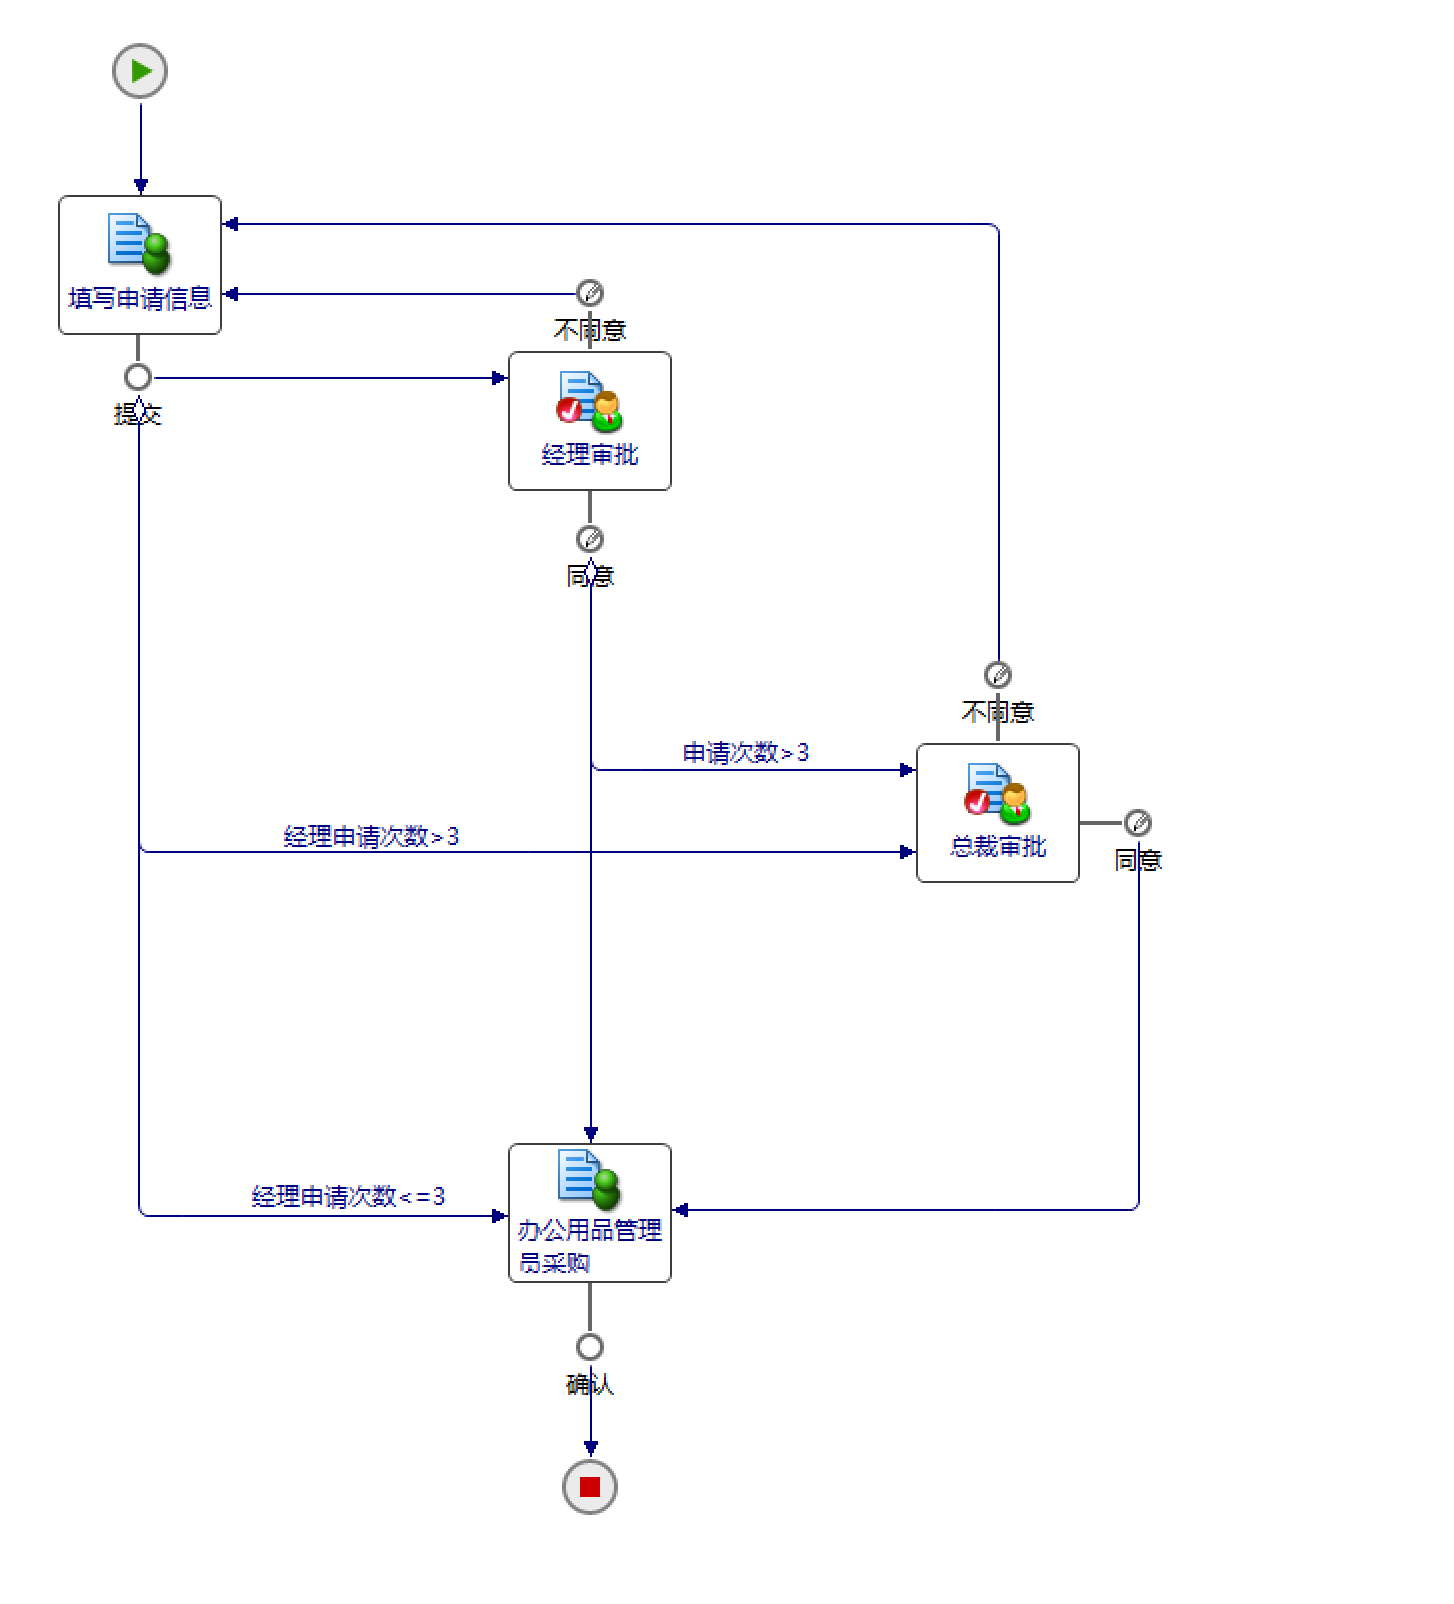 填写申请信息
不同意
提交
经理审批
同意
不同意
申请次数>3
经理申请次数>3
总裁审批
同意
经理申请次数<=3
办公用品管理
员采购
确认